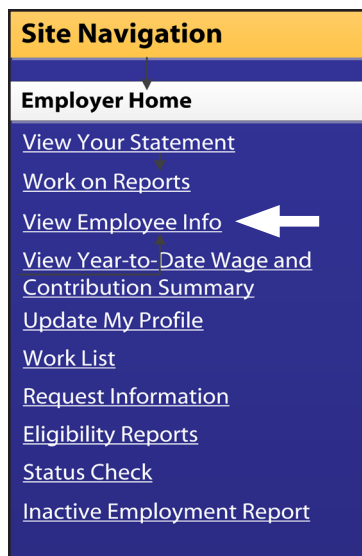 Site Navigation
Employer Home
View Your Statement
Work on Reports
View Employee Info
View Year-to-Date Wage and
Contribution Summary
Update My Profile
Work List
Request Information
Eligibility Reports
Status Check
Inactive Employment Report